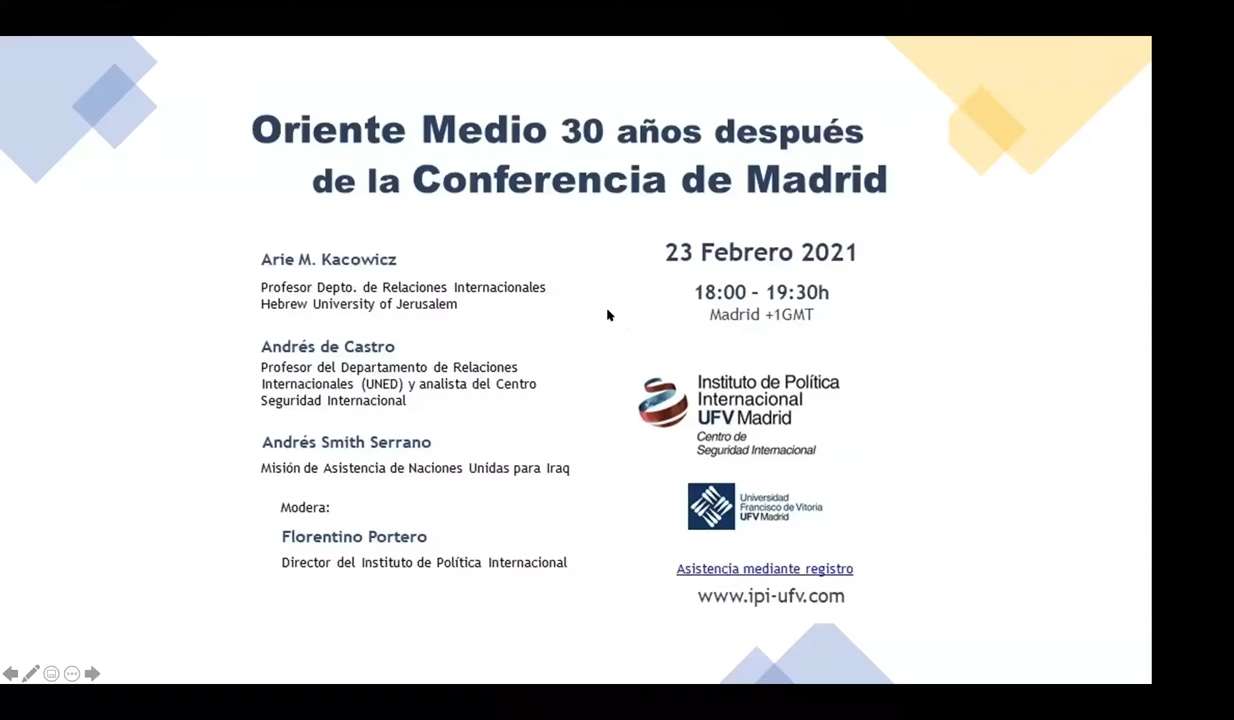 Oriente Medio 30 años después
de la Conferencia de Madrid
Arie M. Kacowicz
Profesor Depto. de Relaciones Internacionales
Hebrew University of Jerusalem
Andrés de Castro
Profesor del Departamento de Relaciones
Internacionales (UNED) y analista del Centro
Seguridad Internacional
Andrés Smith Serrano
Misión de Asistencia de Naciones Unidas para Iraq
Modera:
Florentino Portero
Director del Instituto de Política Internacional
23 Febrero 2021
18:00 - 19:30h
Madrid +1GMT
Instituto de Política
Internacional
UFV Madrid
Centro de
Seguridad Internacional
Universidad
Francisco de Vitoria
UFV Madrid
Asistencia mediante registro
www.ipi-ufv.com